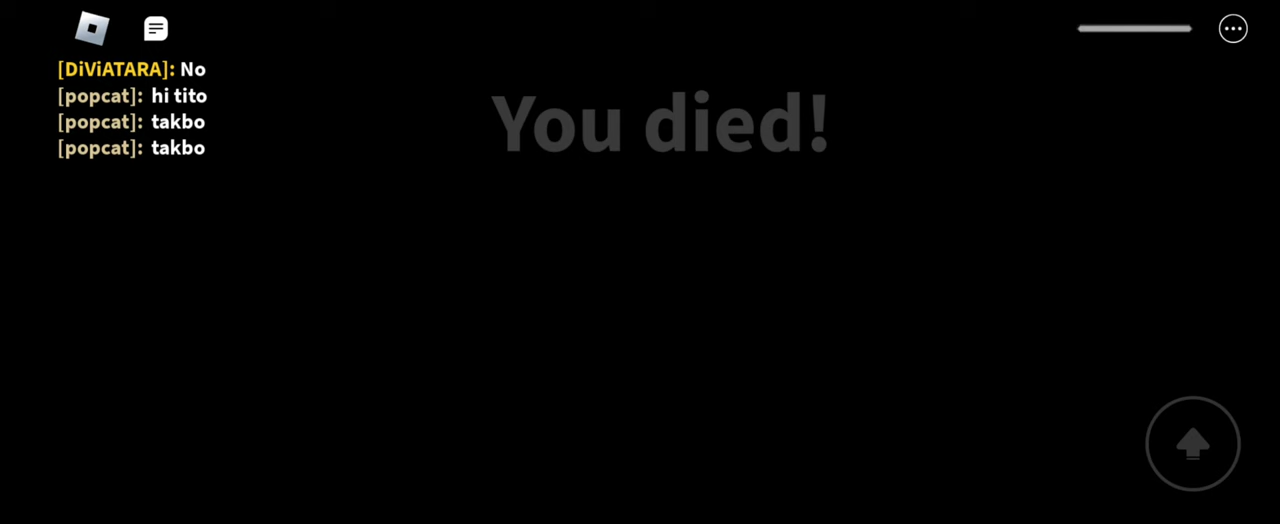 [DiViATARA]: No
[popcat]: hi tito
[popcat]: takbo
[popcat]: takbo
You died!